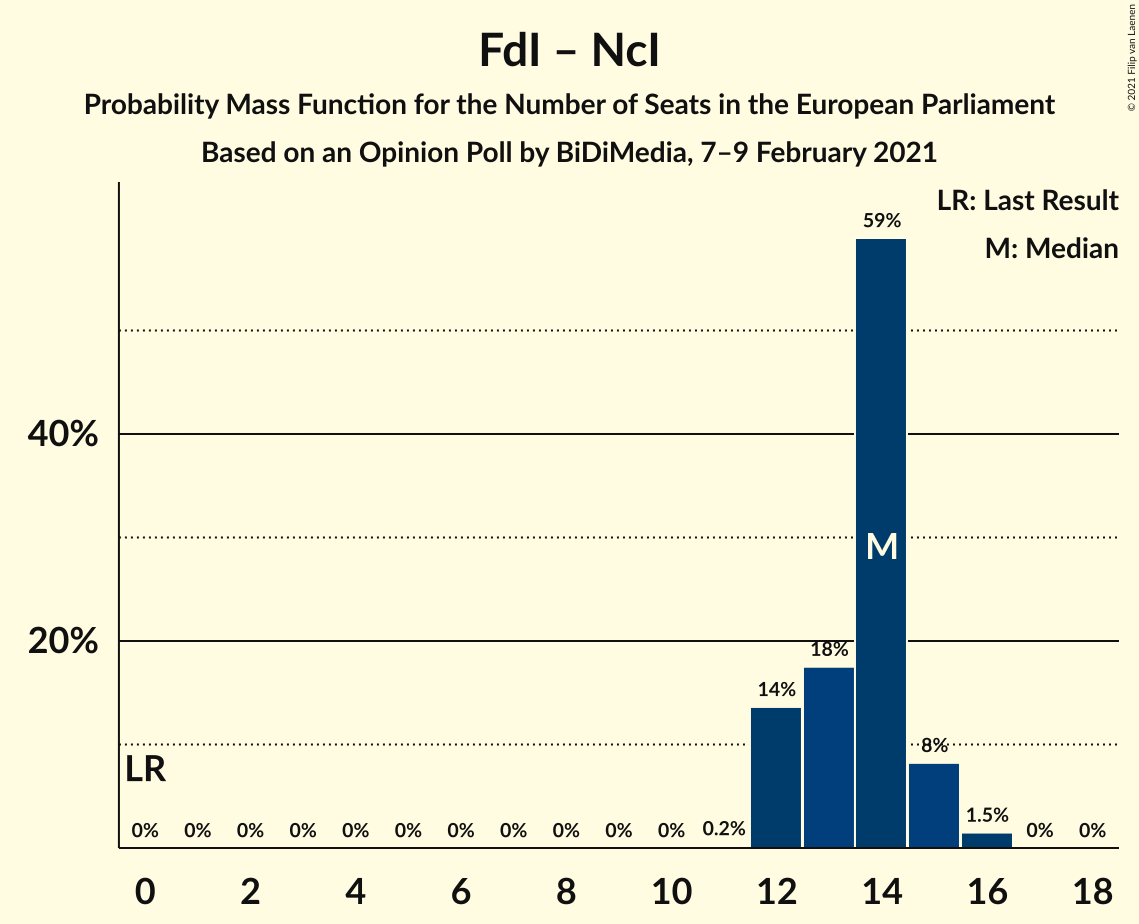 FdI – NcI
Probability Mass Function for the Number of Seats in the European Parliament
Based on an Opinion Poll by BiDiMedia, 7–9 February 2021
© 2021 Filip van Laenen
LR: Last Result
M: Median
59%
40%
M
20%
18%
14%
8%
LR
1.5%
0% 0% 0% 0% 0% 0% 0% 0% 0% 0% 0% 0.2% 0% 0%
0 2 4 6 8 10 12 14 16 18